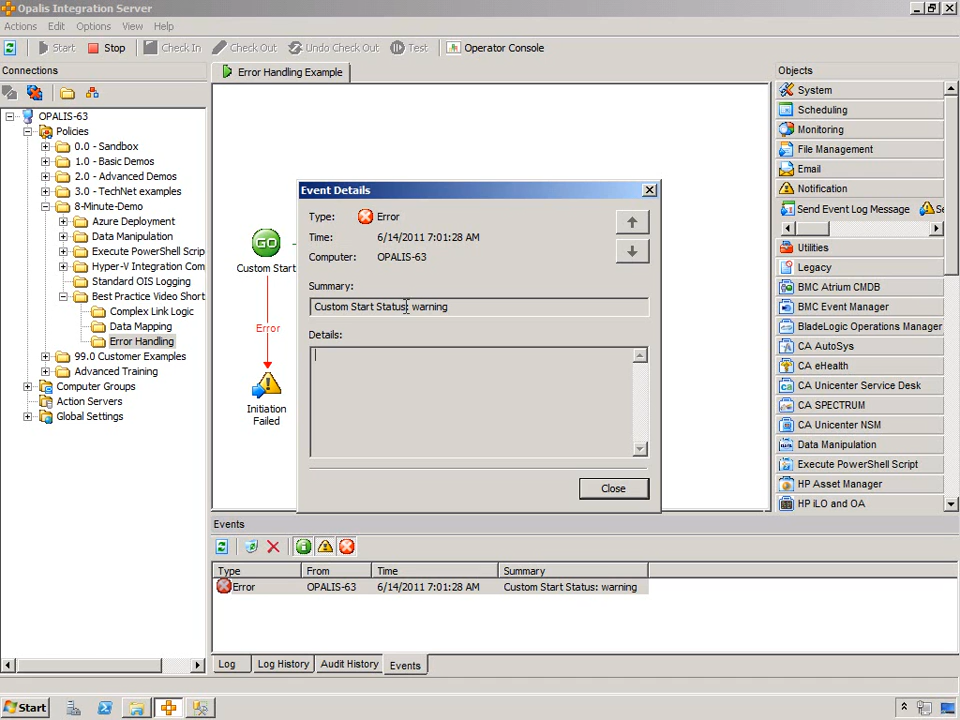 Opalis Integration Server
Actions Edit Options View Help
Start Stop Check In Check Out Undo Check Out Test Operator Console
Connections
OPALIS-63
Policies
0.0 - Sandbox
1.0 - Basic Demos
2.0 - Advanced Demos
3.0 - TechNet examples
8-Minute-Demo
Azure Deployment
Data Manipulation
Execute PowerShell Scrip
Hyper-V Integration Com
Standard OIS Logging
Best Practice Video Short
Complex Link Logic
Data Mapping
Error Handling
99.0 Customer Examples
Advanced Training
Computer Groups
Action Servers
Global Settings
Error Handling Example
GO
Custom Start
Error
Initiation
Failed
Event Details
Type: Error
Time: 6/14/2011 7:01:28 AM
Computer: OPALIS-63
Summary:
Custom Start Status: warning
Details:
Close
Events
Type From Time Summary
Error OPALIS-63 6/14/2011 7:01:28 AM Custom Start Status: warning
Log Log History Audit History Events
Objects
System
Scheduling
Monitoring
File Management
Email
Notification
Send Event Log Message Se
Utilities
Legacy
BMC Atrium CMDB
BMC Event Manager
BladeLogic Operations Manager
CA AutoSys
CA eHealth
CA Unicenter Service Desk
CA SPECTRUM
CA Unicenter NSM
Data Manipulation
Execute PowerShell Script
HP Asset Manager
HP iLO and OA
Start